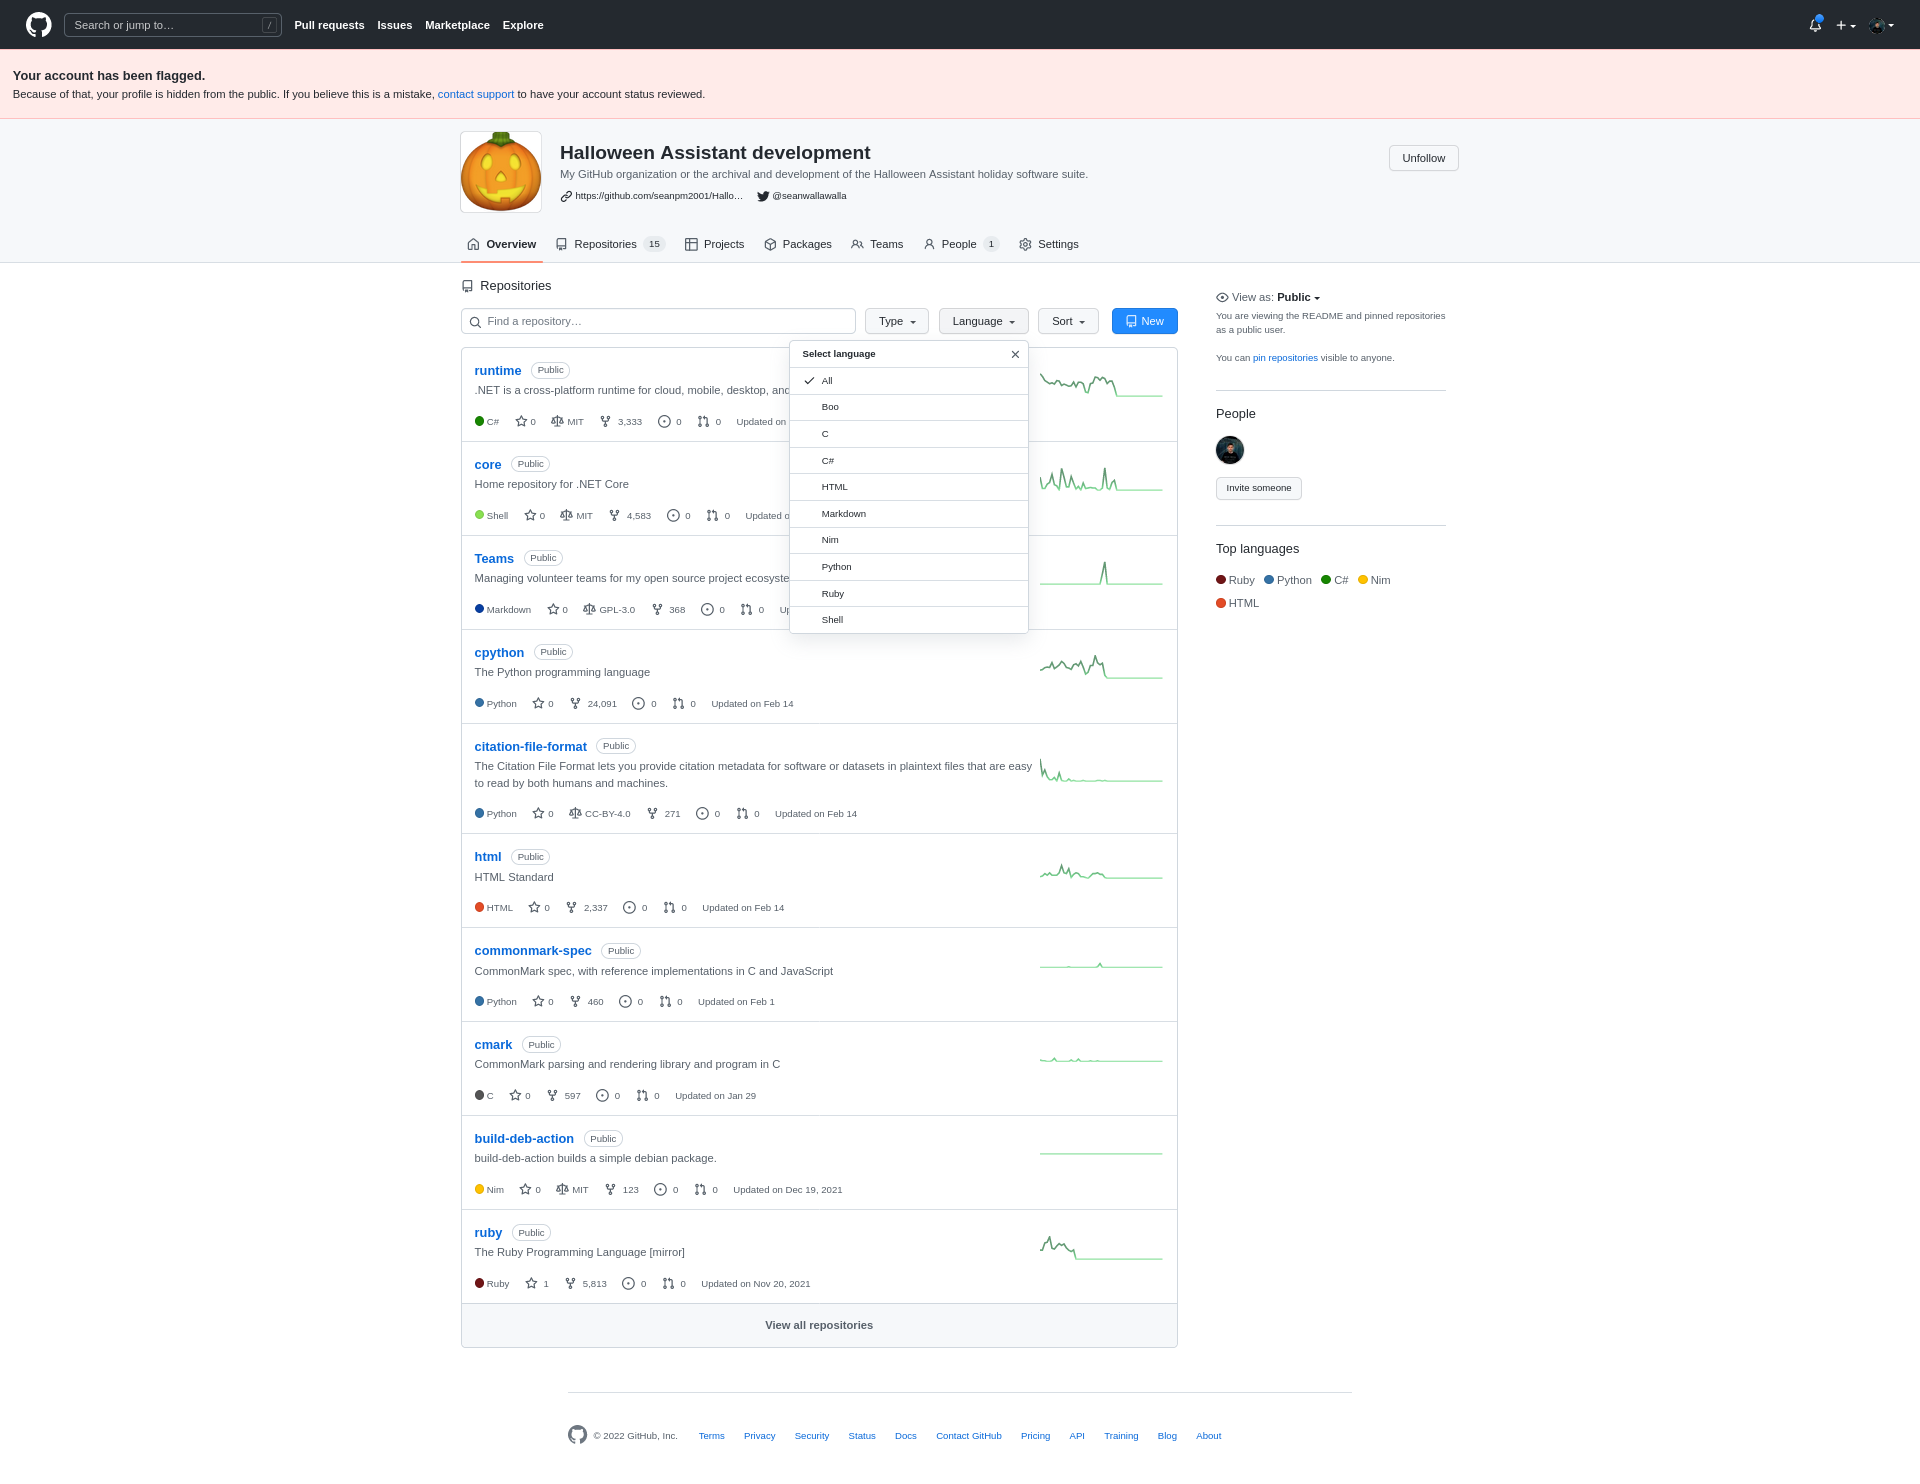 Search or jump to…
/
Pull requests Issues Marketplace Explore
Your account has been flagged.
Because of that, your profile is hidden from the public. If you believe this is a mistake, contact support to have your account status reviewed.
Halloween Assistant development
My GitHub organization or the archival and development of the Halloween Assistant holiday software suite.
https://github.com/seanpm2001/Hallo… @seanwallawalla
Unfollow
Overview Repositories 15 Projects Packages Teams People 1 Settings
Repositories
Find a repository… Type Language Sort New
Select language
All
Boo
C
C#
HTML
Markdown
Nim
Python
Ruby
Shell
runtime Public
.NET is a cross-platform runtime for cloud, mobile, desktop, and
C# 0 MIT 3,333 0 0 Updated on
core Public
Home repository for .NET Core
Shell 0 MIT 4,583 0 0 Updated o
Teams Public
Managing volunteer teams for my open source project ecosyste
Markdown 0 GPL-3.0 368 0 0 Up
cpython Public
The Python programming language
Python 0 24,091 0 0 Updated on Feb 14
citation-file-format Public
The Citation File Format lets you provide citation metadata for software or datasets in plaintext files that are easy
to read by both humans and machines.
Python 0 CC-BY-4.0 271 0 0 Updated on Feb 14
html Public
HTML Standard
HTML 0 2,337 0 0 Updated on Feb 14
commonmark-spec Public
CommonMark spec, with reference implementations in C and JavaScript
Python 0 460 0 0 Updated on Feb 1
cmark Public
CommonMark parsing and rendering library and program in C
C 0 597 0 0 Updated on Jan 29
build-deb-action Public
build-deb-action builds a simple debian package.
Nim 0 MIT 123 0 0 Updated on Dec 19, 2021
ruby Public
The Ruby Programming Language [mirror]
Ruby 1 5,813 0 0 Updated on Nov 20, 2021
View all repositories
View as: Public
You are viewing the README and pinned repositories
as a public user.
You can pin repositories visible to anyone.
People
Invite someone
Top languages
Ruby Python C# Nim
HTML
© 2022 GitHub, Inc. Terms Privacy Security Status Docs Contact GitHub Pricing API Training Blog About